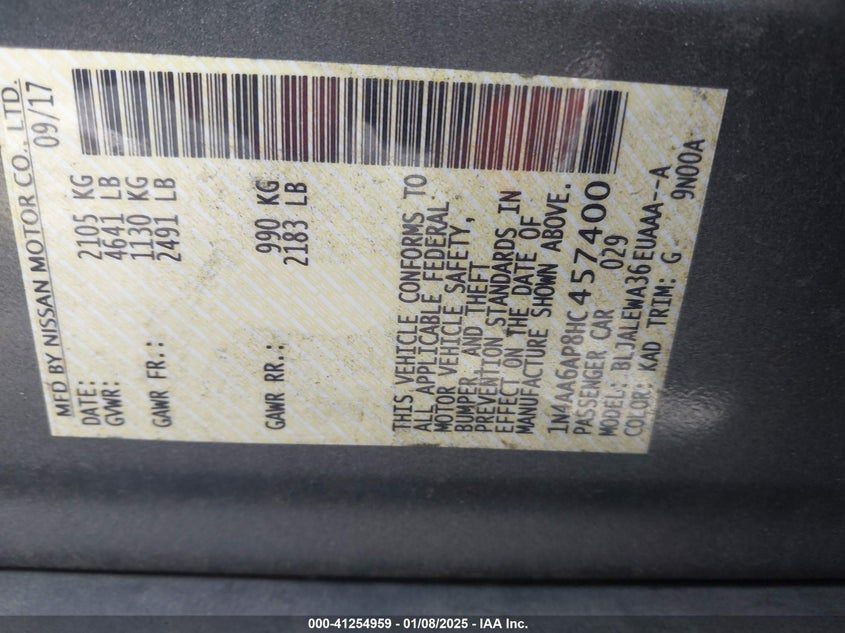 MFD BY NISSAN MOTOR CO., LTD.
DATE: 09/17
GVWR: 2105 KG
4641 LB
GAWR FR.: 1130 KG
2491 LB
GAWR RR.: 990 KG
2183 LB
THIS VEHICLE CONFORMS TO
ALL APPLICABLE FEDERAL
MOTOR VEHICLE SAFETY,
BUMPER AND THEFT
PREVENTION STANDARDS IN
EFFECT ON THE DATE OF
MANUFACTURE SHOWN ABOVE.
1N4AA6AP8HC457400
PASSENGER CAR 029
MODEL: BLJALEWA36EUAAA--A
COLOR: KAD TRIM: G 9N00A
000-41254959 — 01/08/2025 — IAA Inc.